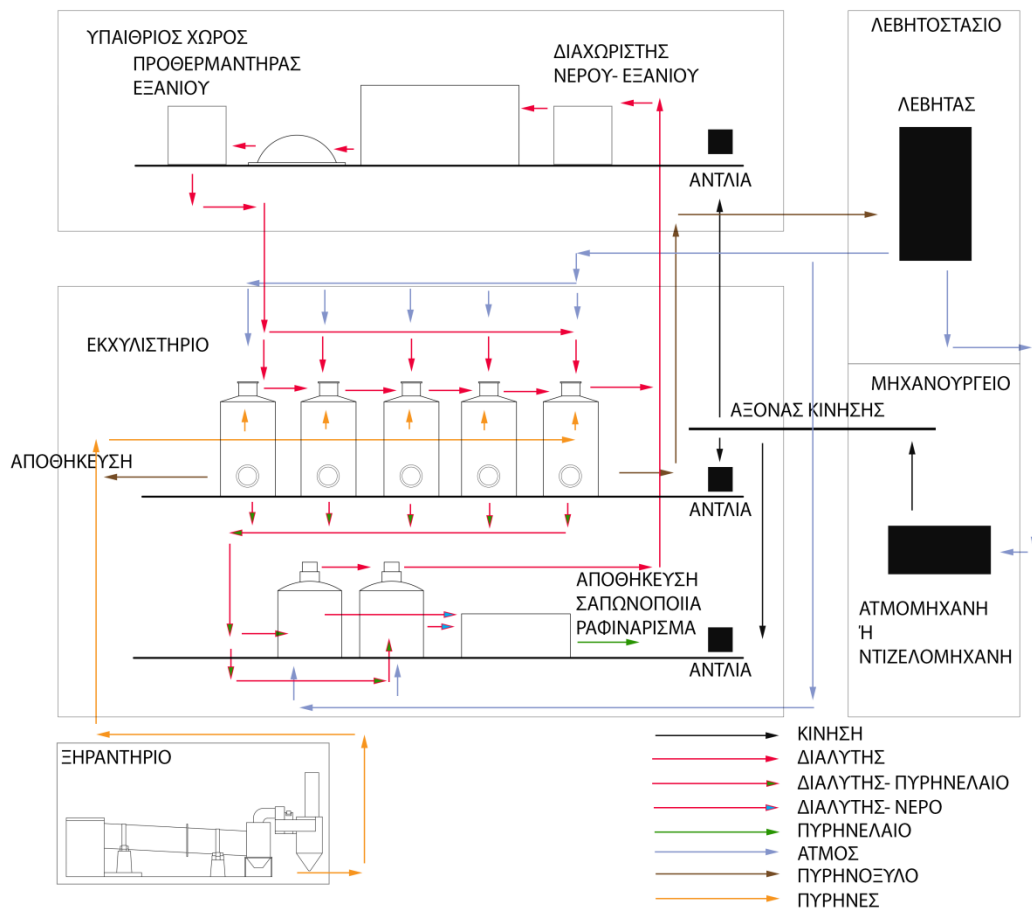 ΥΠΑΙΘΡΙΟΣ ΧΩΡΟΣ
ΠΡΟΘΕΡΜΑΝΤΗΡΑΣ
ΕΞΑΝΙΟΥ
ΔΙΑΧΩΡΙΣΤΗΣ
ΝΕΡΟΥ- ΕΞΑΝΙΟΥ
ΑΝΤΛΙΑ
ΛΕΒΗΤΟΣΤΑΣΙΟ
ΛΕΒΗΤΑΣ
ΕΚΧΥΛΙΣΤΗΡΙΟ
ΑΠΟΘΗΚΕΥΣΗ
ΑΞΟΝΑΣ ΚΙΝΗΣΗΣ
ΑΝΤΛΙΑ
ΜΗΧΑΝΟΥΡΓΕΙΟ
ΑΤΜΟΜΗΧΑΝΗ
Ή
ΝΤΙΖΕΛΟΜΗΧΑΝΗ
ΑΠΟΘΗΚΕΥΣΗ
ΣΑΠΩΝΟΠΟΙΙΑ
ΡΑΦΙΝΑΡΙΣΜΑ
ΑΝΤΛΙΑ
ΞΗΡΑΝΤΗΡΙΟ
ΚΙΝΗΣΗ
ΔΙΑΛΥΤΗΣ
ΔΙΑΛΥΤΗΣ- ΠΥΡΗΝΕΛΑΙΟ
ΔΙΑΛΥΤΗΣ- ΝΕΡΟ
ΠΥΡΗΝΕΛΑΙΟ
ΑΤΜΟΣ
ΠΥΡΗΝΟΞΥΛΟ
ΠΥΡΗΝΕΣ